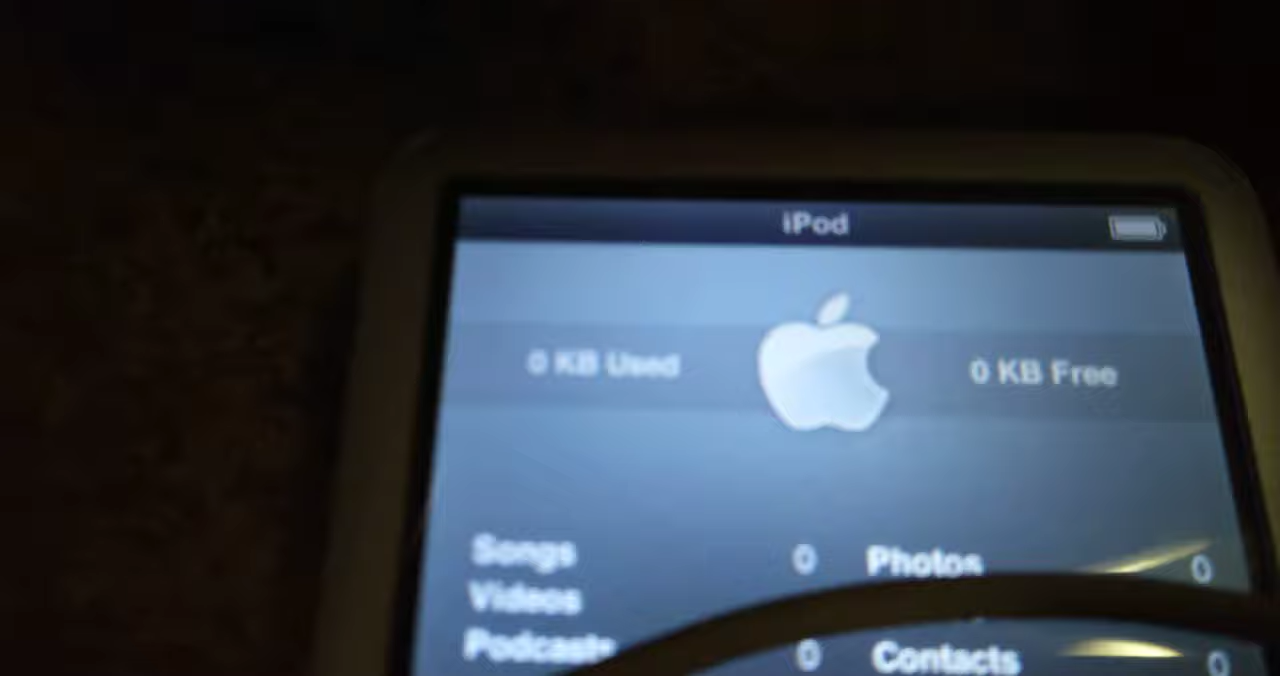 iPod
0 KB Used 0 KB Free
Songs 0 Photos 0
Videos
Podcasts 0 Contacts 0